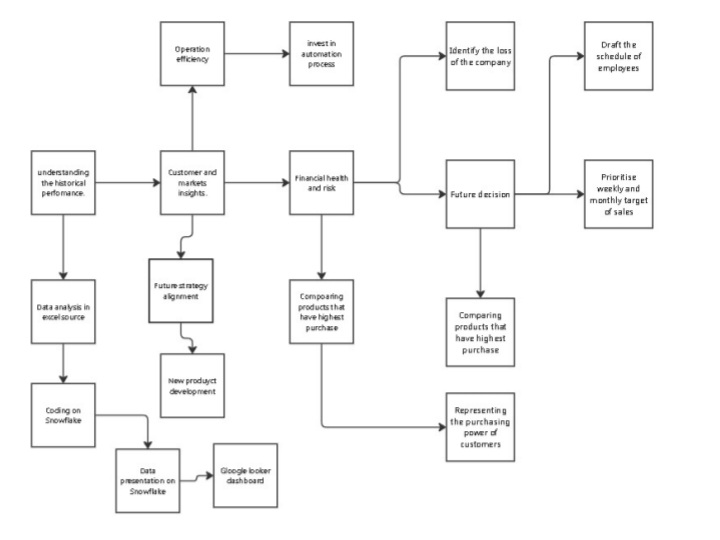 Operation
efficiency
invest in
automation
process
Identify the loss
of the company
Draft the
schedule of
employees
understanding
the historical
perfomance.
Customer and
markets
insights.
Financial health
and risk
Future decision
Prioritise
weekly and
monthly target
of sales
Data analysis in
excel source
Future strategy
alignment
Compoaring
products that
have highest
purchase
Comparing
products that
have highest
purchase
Coding on
Snowflake
New produyct
development
Representing
the purchasing
power of
customers
Data
presentation on
Snowflake
Gloogle looker
dashboard